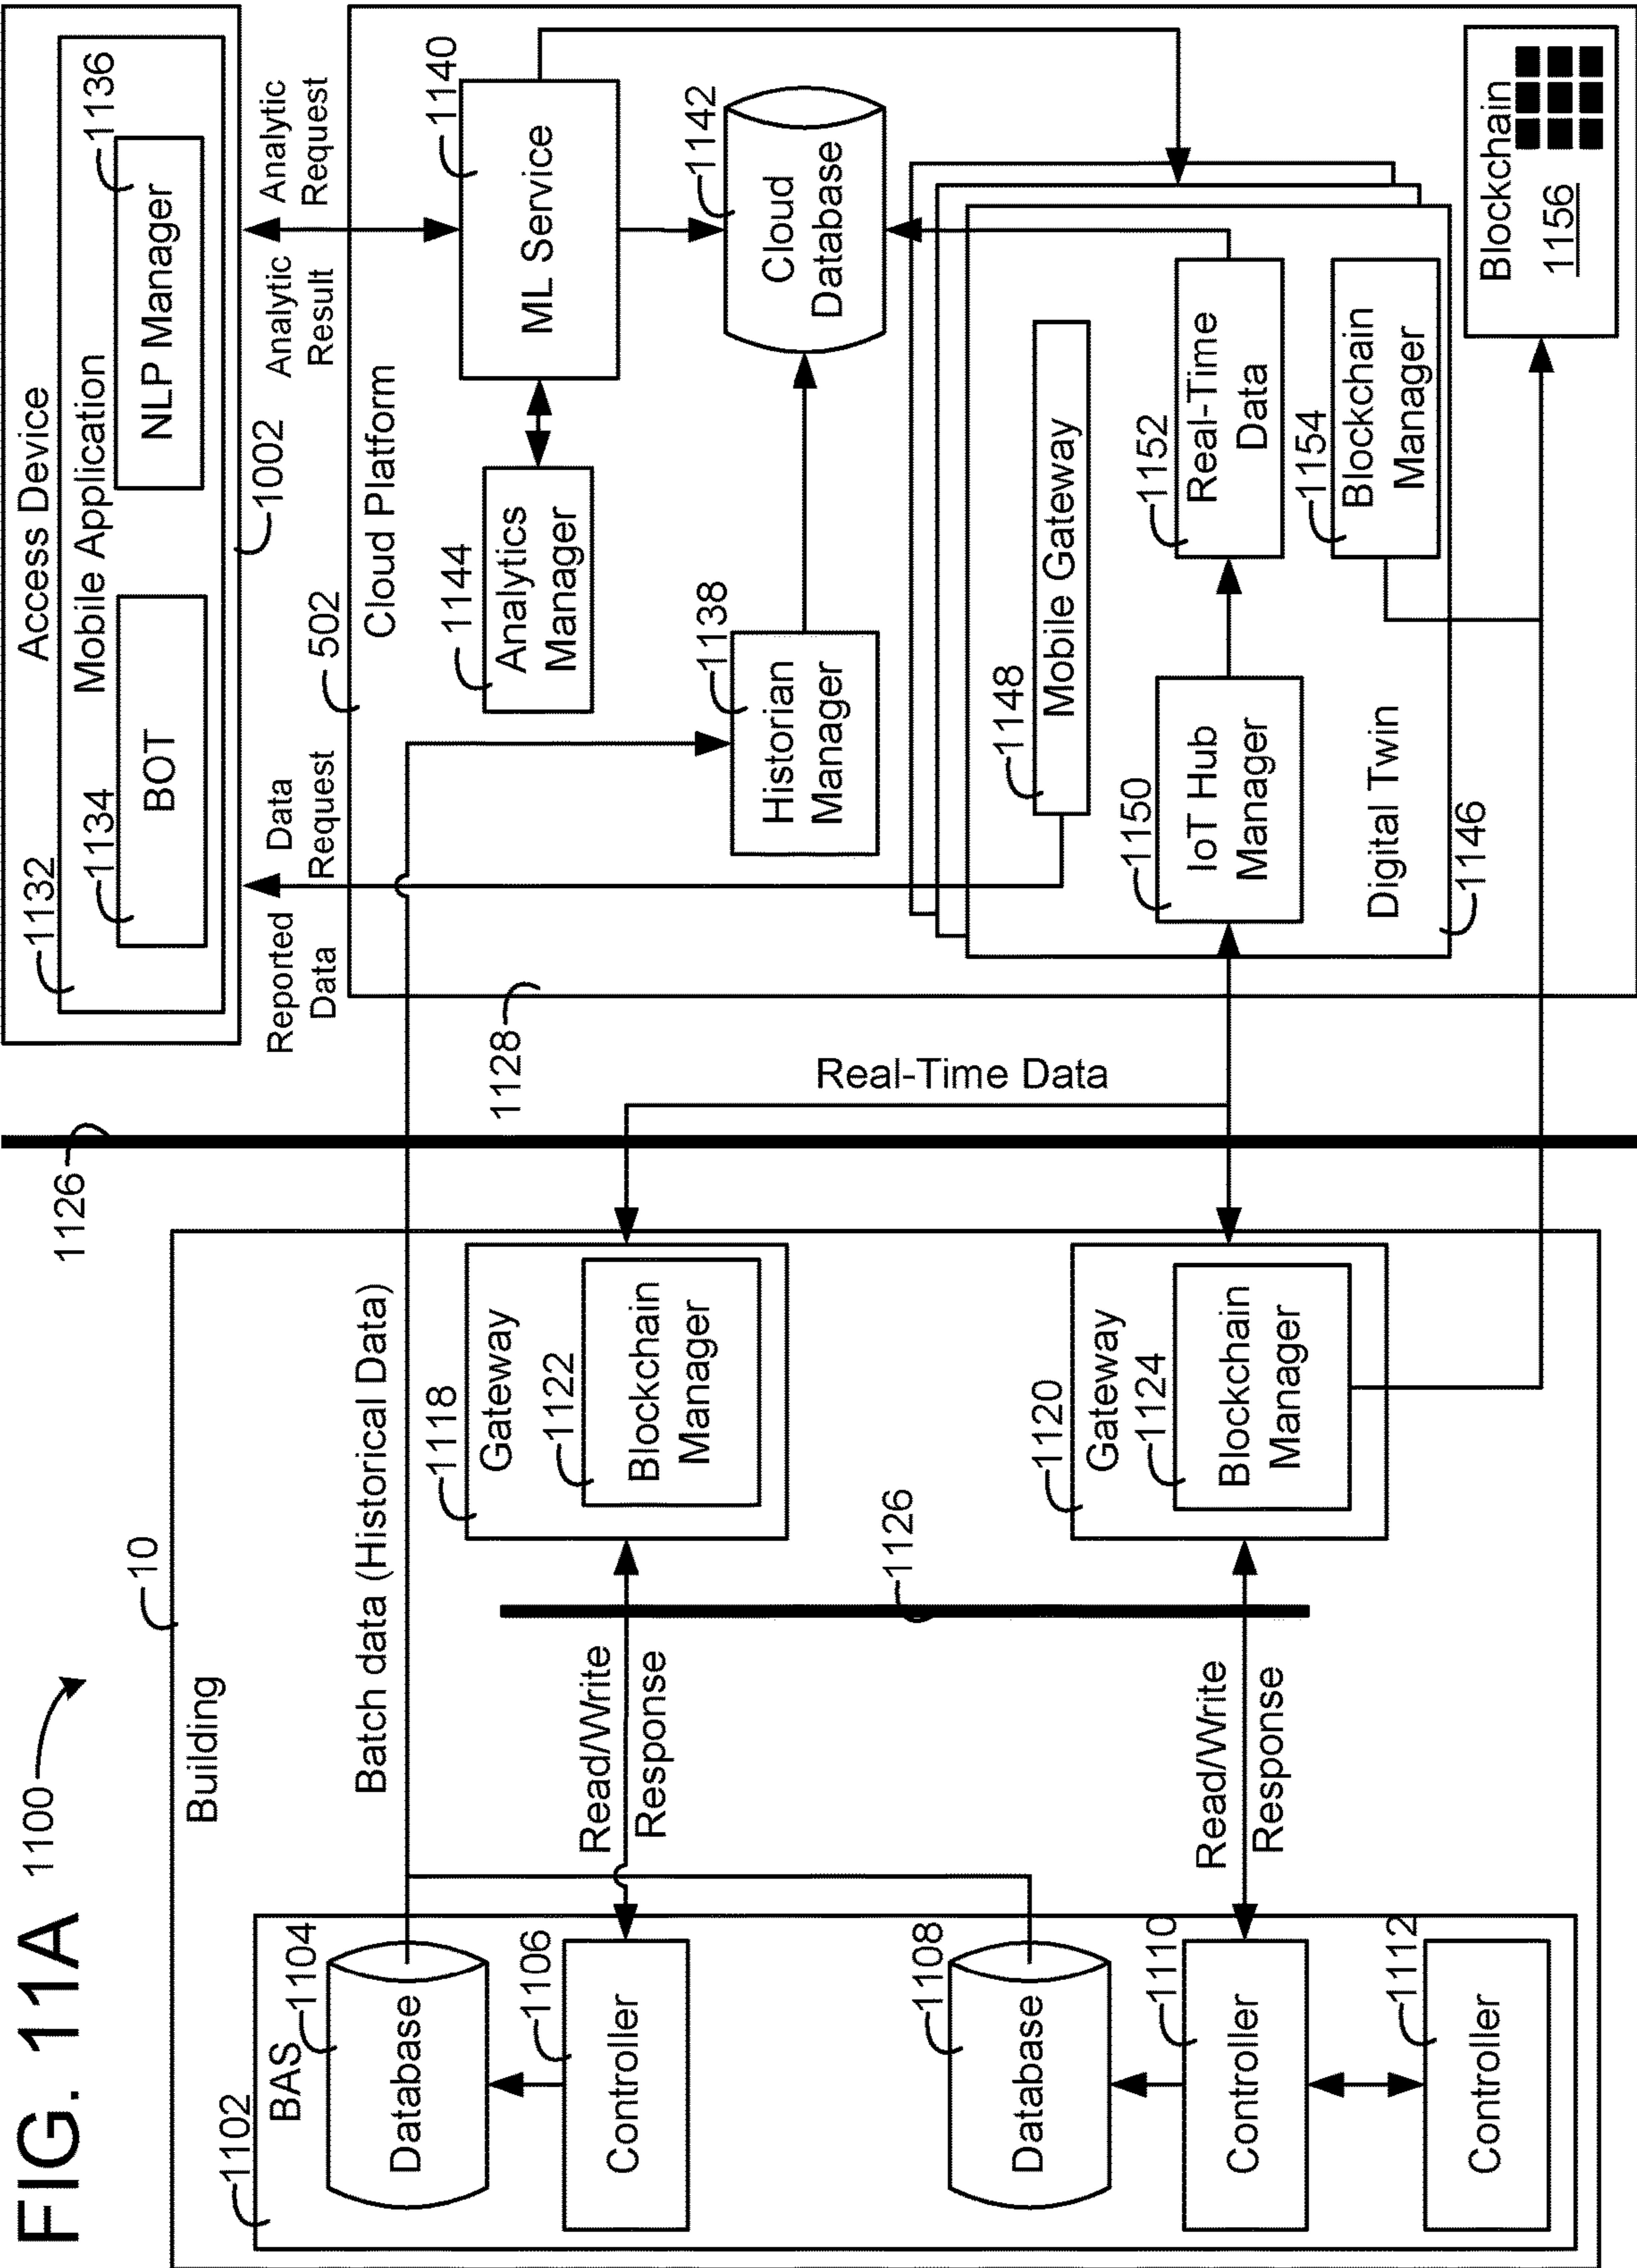 FIG. 11A
1100
10
Building
1102
BAS
1104
Database
1106
Controller
1108
Database
1110
Controller
1112
Controller
Batch data (Historical Data)
Read/Write
Response
Read/Write
Response
1126
1118
Gateway
1122
Blockchain
Manager
1120
Gateway
1124
Blockchain
Manager
1126
Real-Time Data
Access Device
1132
Mobile Application
1134
BOT
1136
NLP Manager
1002
Reported
Data
Data
Request
Analytic
Result
Analytic
Request
1128
502
Cloud Platform
1144
Analytics
Manager
1140
ML Service
1138
Historian
Manager
1142
Cloud
Database
1148
Mobile Gateway
1150
IoT Hub
Manager
1152
Real-Time
Data
1154
Blockchain
Manager
Digital Twin
1146
Blockchain
1156